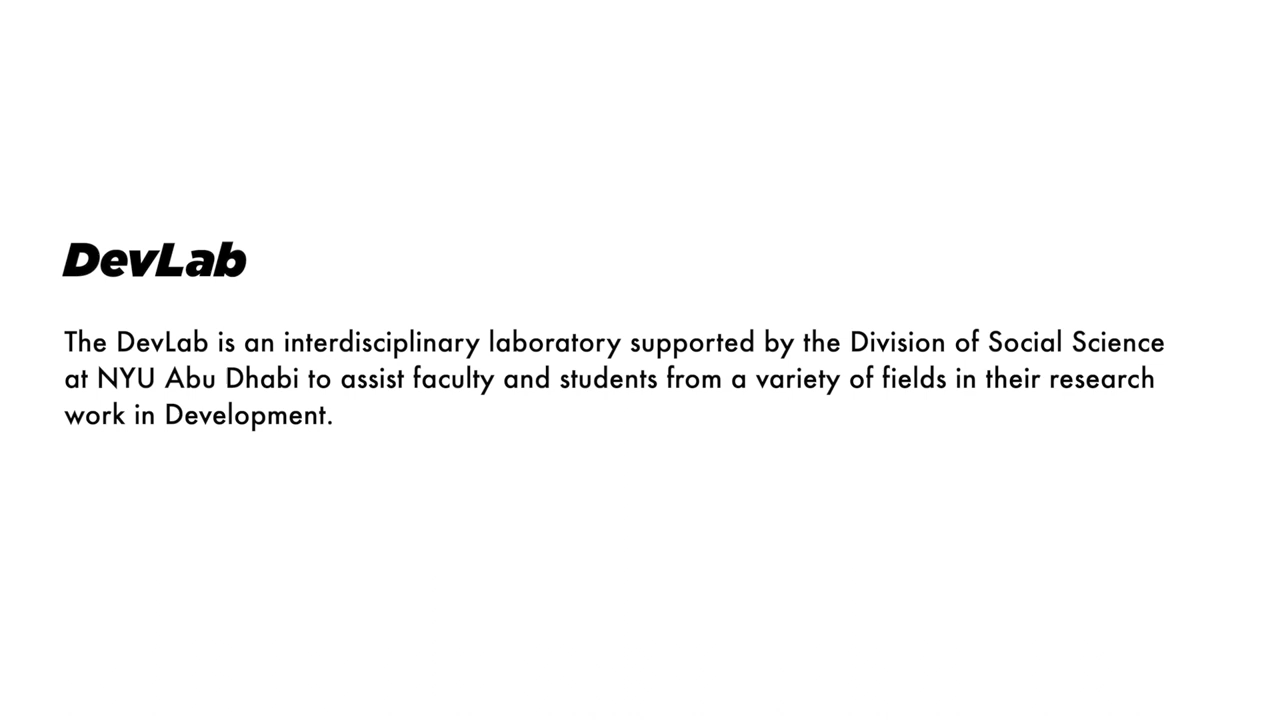 DevLab
The DevLab is an interdisciplinary laboratory supported by the Division of Social Science
at NYU Abu Dhabi to assist faculty and students from a variety of fields in their research
work in Development.